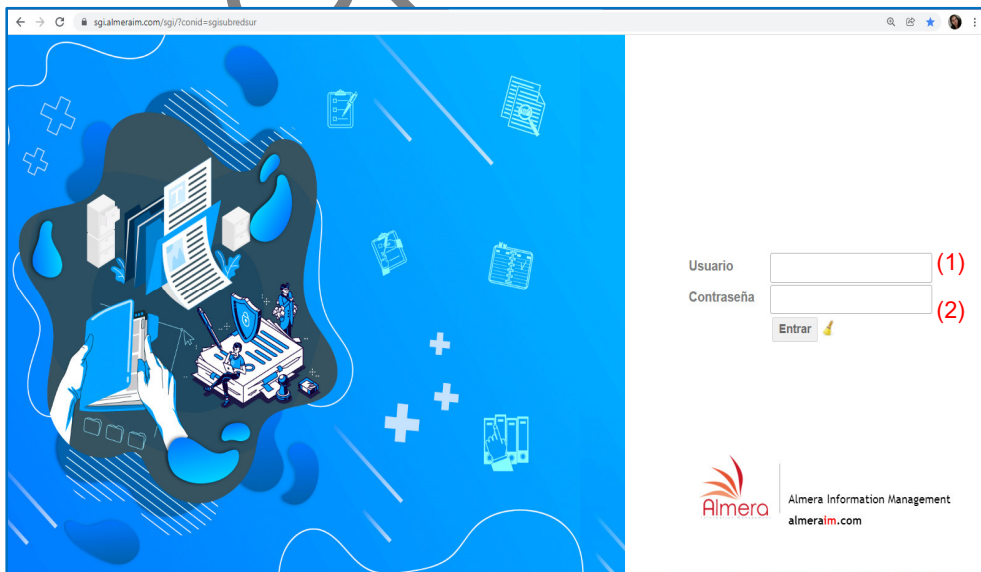 sgi.almeraim.com/sgi/?conid=sgisubredsur
Usuario (1)
Contraseña (2)
Entrar
Almera
Almera Information Management
almeraim.com
T
M